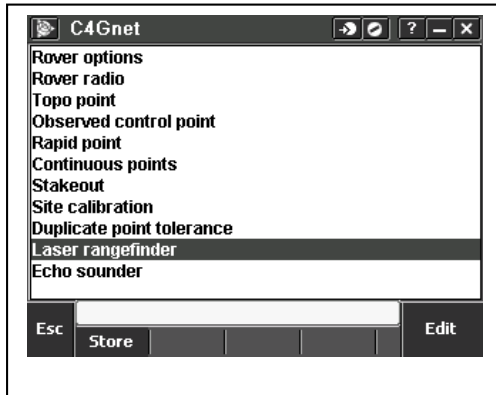 C4Gnet
? – ×
Rover options
Rover radio
Topo point
Observed control point
Rapid point
Continuous points
Stakeout
Site calibration
Duplicate point tolerance
Laser rangefinder
Echo sounder
Esc
Store
Edit